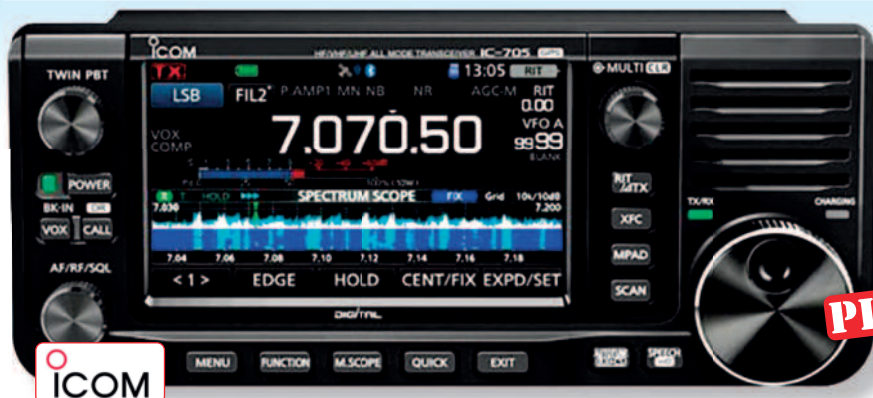 ICOM
HF/VHF/UHF ALL MODE TRANSCEIVER IC-705 GPS
TWIN PBT
TX 13:05 RIT
MULTI CLR
LSB FIL2 P.AMP1 MN NB NR AGC-M RIT
0.00
VOX
COMP
7.070.50
VFO A
99 99
BLANK
POWER
BK-IN
VOX CALL
T HOLD SPECTRUM SCOPE FIX Grid 10k/10dB
7.030 7.200
7.04 7.06 7.08 7.10 7.12 7.14 7.16 7.18
AF/RF/SQL
<1> EDGE HOLD CENT/FIX EXPD/SET
RIT
XFC
MPAD
SCAN
TX/RX
CHARGING
DIGITAL
MENU FUNCTION M.SCOPE QUICK EXIT
SPEECH
ICOM